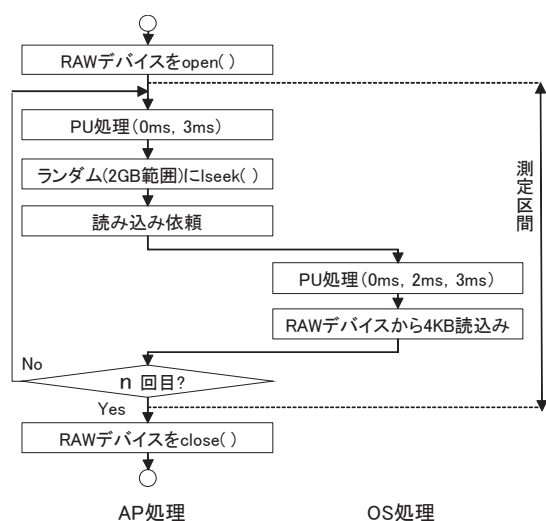 RAWデバイスをopen( )
PU処理(0ms, 3ms)
ランダム(2GB範囲)にlseek( )
読み込み依頼
PU処理(0ms, 2ms, 3ms)
RAWデバイスから4KB読込み
No
n 回目?
Yes
RAWデバイスをclose( )
測定区間
AP処理
OS処理